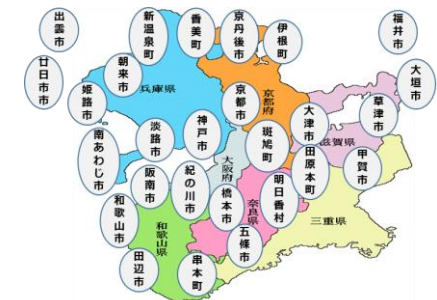 出雲市
新温泉町
香美町
京丹後市
伊根町
福井市
廿日市市
朝来市
兵庫県
京都府
大垣市
姫路市
京都市
大津市
草津市
南あわじ市
淡路市
神戸市
斑鳩町
滋賀県
大阪府
田原本町
甲賀市
阪南市
紀の川市
橋本市
奈良県
明日香村
和歌山市
和歌山県
五條市
三重県
田辺市
串本町